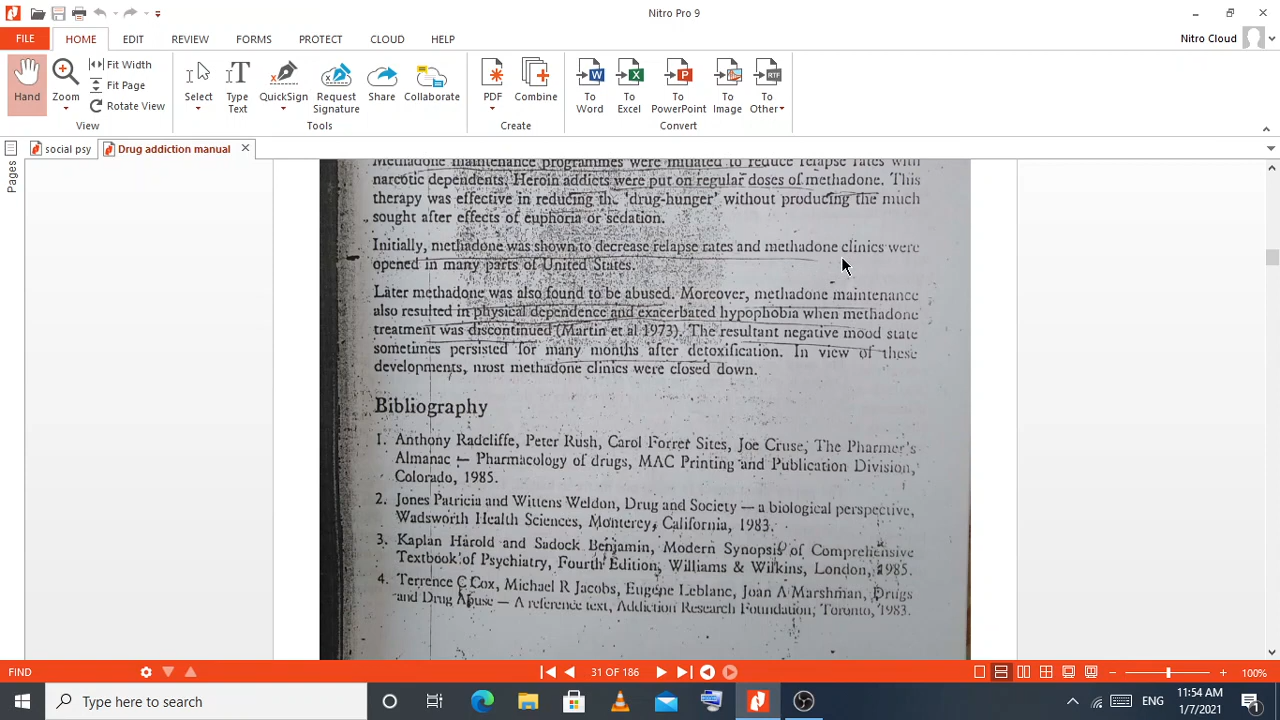 Nitro Pro 9
FILE HOME EDIT REVIEW FORMS PROTECT CLOUD HELP
Nitro Cloud
Hand
Zoom
Fit Width
Fit Page
Rotate View
Select
Type Text
QuickSign
Request Signature
Share
Collaborate
PDF
Combine
To Word
To Excel
To PowerPoint
To Image
To Other
View
Tools
Create
Convert
social psy
Drug addiction manual
Pages
Methadone maintenance programmes were initiated to reduce relapse rates with
narcotic dependents. Heroin addicts were put on regular doses of methadone. This
therapy was effective in reducing the 'drug-hunger' without producing the much
sought after effects of euphoria or sedation.
Initially, methadone was shown to decrease relapse rates and methadone clinics were
opened in many parts of United States.
Later methadone was also found to be abused. Moreover, methadone maintenance
also resulted in physical dependence and exacerbated hypophobia when methadone
treatment was discontinued (Martin et al 1973). The resultant negative mood state
sometimes persisted for many months after detoxification. In view of these
developments, most methadone clinics were closed down.
Bibliography
1. Anthony Radcliffe, Peter Rush, Carol Forret Sites, Joe Cruse, The Pharmer's
Almanac — Pharmacology of drugs, MAC Printing and Publication Division,
Colorado, 1985.
2. Jones Patricia and Wittens Weldon, Drug and Society — a biological perspective,
Wadsworth Health Sciences, Monterey, California, 1983.
3. Kaplan Harold and Sadock Benjamin, Modern Synopsis of Comprehensive
Textbook of Psychiatry, Fourth Edition, Williams & Wilkins, London, 1985.
4. Terrence C Cox, Michael R Jacobs, Eugene Leblanc, Joan A Marshman, Drugs
and Drug Abuse — A reference text, Addiction Research Foundation, Toronto, 1983.
FIND
31 OF 186
100%
Type here to search
ENG
11:54 AM
1/7/2021